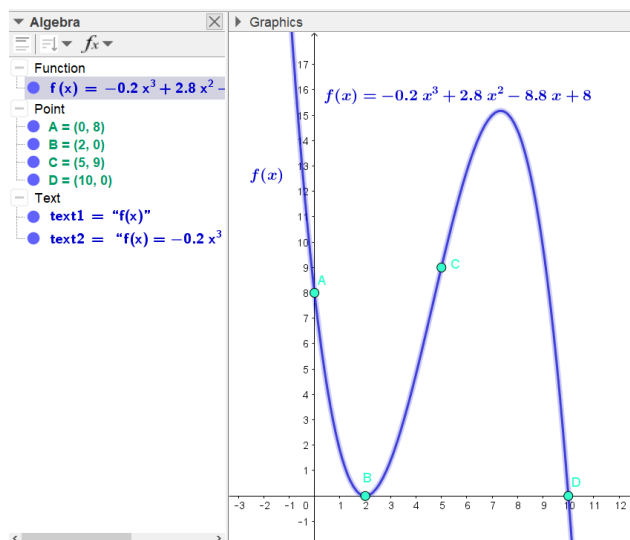 Algebra
Graphics
fx
Function
f(x) = −0.2 x³ + 2.8 x² −
Point
A = (0, 8)
B = (2, 0)
C = (5, 9)
D = (10, 0)
Text
text1 = “f(x)”
text2 = “f(x) = −0.2 x³
f(x) = −0.2 x³ + 2.8 x² − 8.8 x + 8
f(x)
17
16
15
14
13
12
11
10
9
8
7
6
5
4
3
2
1
−1
A
C
B
D
−3 −2 −1 0 1 2 3 4 5 6 7 8 9 10 11 12